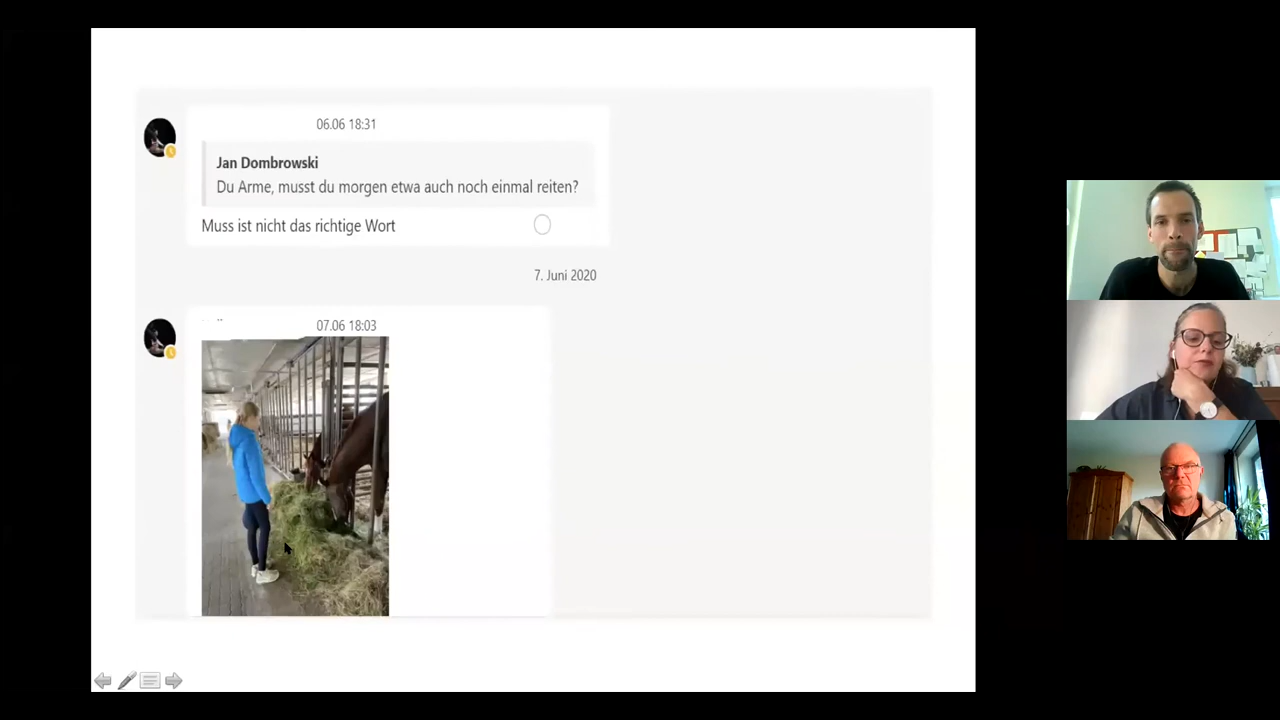 06.06 18:31
Jan Dombrowski
Du Arme, musst du morgen etwa auch noch einmal reiten?
Muss ist nicht das richtige Wort
7. Juni 2020
07.06 18:03